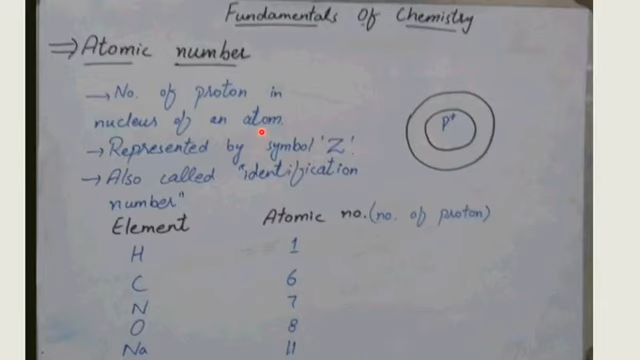 Fundamentals Of Chemistry
⇒ Atomic number
→ No. of proton in
nucleus of an atom.
P+
→ Represented by symbol 'Z'.
→ Also called "identification
number"
Element Atomic no. (no. of proton)
H 1
C 6
N 7
O 8
Na 11